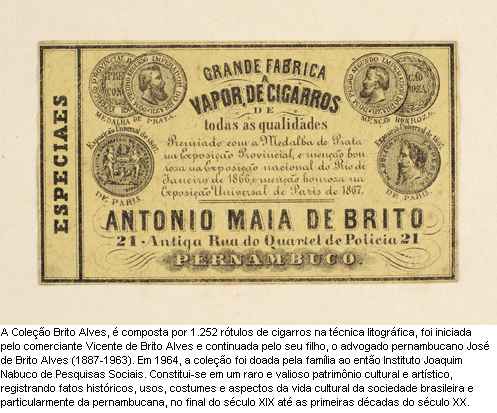 ESPECIAES
GRANDE FABRICA
A
VAPOR, DE CIGARROS
DE
todas as qualidades
MEDALHA DE PRATA.
MENÇÃO HONROZA.
Premiado com a Medalba de Prata
na Exposição Provincial, e menção hon
roza na Exposição nacional do Rio de
Janeiro de 1866, e menção honroza na
Exposição Universal de Paris de 1867.
Exposição Universal de 1867.
DE PARIS.
Exposição Universal de 1867.
DE PARIS.
ANTONIO MAIA DE BRITO
21 - Antiga Rua do Quartel de Policia 21
PERNAMBUCO.
A Coleção Brito Alves, é composta por 1.252 rótulos de cigarros na técnica litográfica, foi iniciada
pelo comerciante Vicente de Brito Alves e continuada pelo seu filho, o advogado pernambucano José
de Brito Alves (1887-1963). Em 1964, a coleção foi doada pela família ao então Instituto Joaquim
Nabuco de Pesquisas Sociais. Constitui-se em um raro e valioso patrimônio cultural e artístico,
registrando fatos históricos, usos, costumes e aspectos da vida cultural da sociedade brasileira e
particularmente da pernambucana, no final do século XIX até as primeiras décadas do século XX.